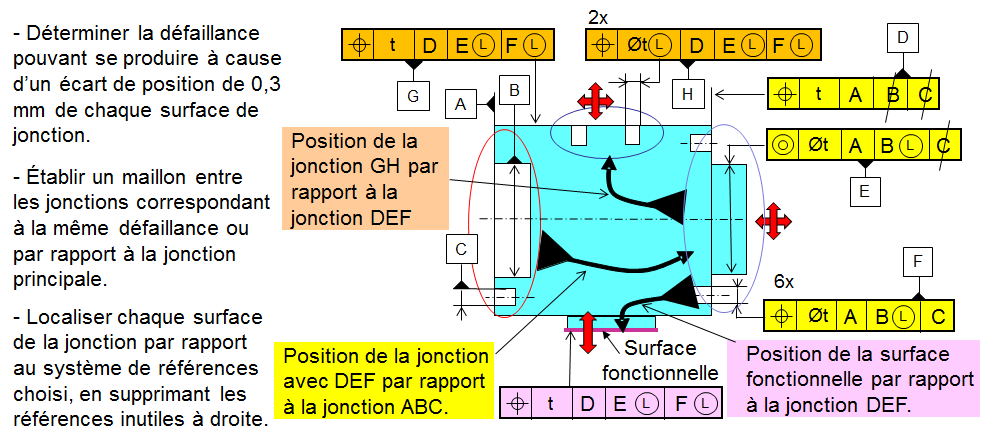 - Déterminer la défaillance
pouvant se produire à cause
d'un écart de position de 0,3
mm de chaque surface de
jonction.
- Établir un maillon entre
les jonctions correspondant
à la même défaillance ou
par rapport à la jonction
principale.
- Localiser chaque surface
de la jonction par rapport
au système de références
choisi, en supprimant les
références inutiles à droite.
⌖ t D E Ⓛ F Ⓛ
G
2x
⌖ Øt Ⓛ D E Ⓛ F Ⓛ
H
D
⌖ t A B C
A
B
◎ Øt A B Ⓛ C
E
Position de la
jonction GH par
rapport à la
jonction DEF
C
F
6x
⌖ Øt A B Ⓛ C
Position de la jonction
avec DEF par rapport
à la jonction ABC.
Surface
fonctionnelle
Position de la surface
fonctionnelle par rapport
à la jonction DEF.
⌖ t D E Ⓛ F Ⓛ